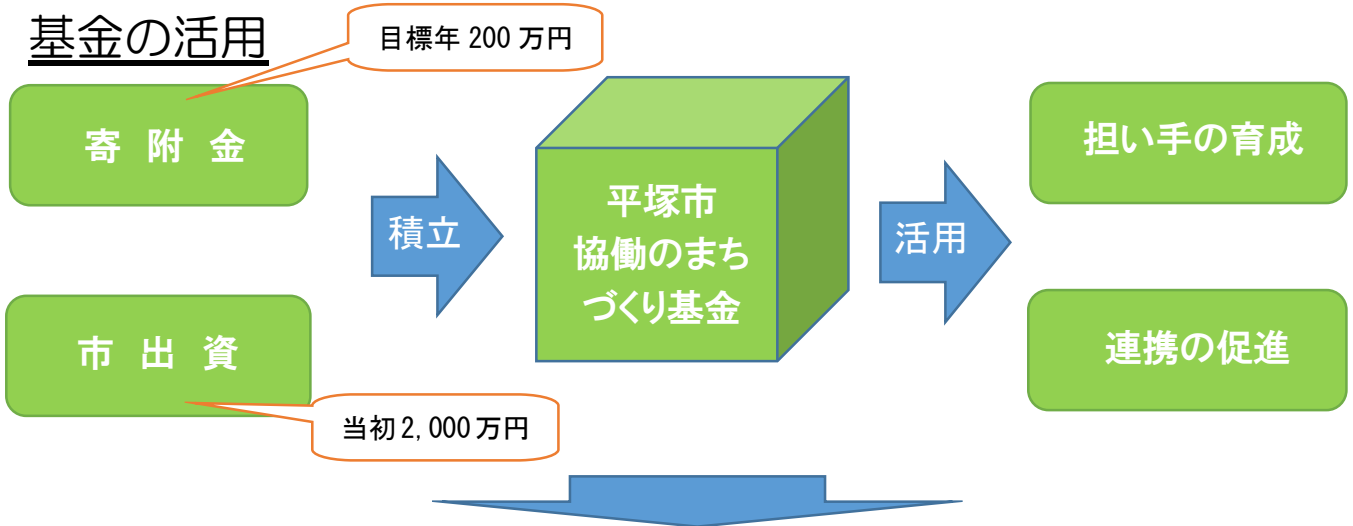 基金の活用
目標年 200 万円
寄 附 金
市 出 資
当初 2,000 万円
積立
平塚市
協働のまち
づくり基金
活用
担い手の育成
連携の促進